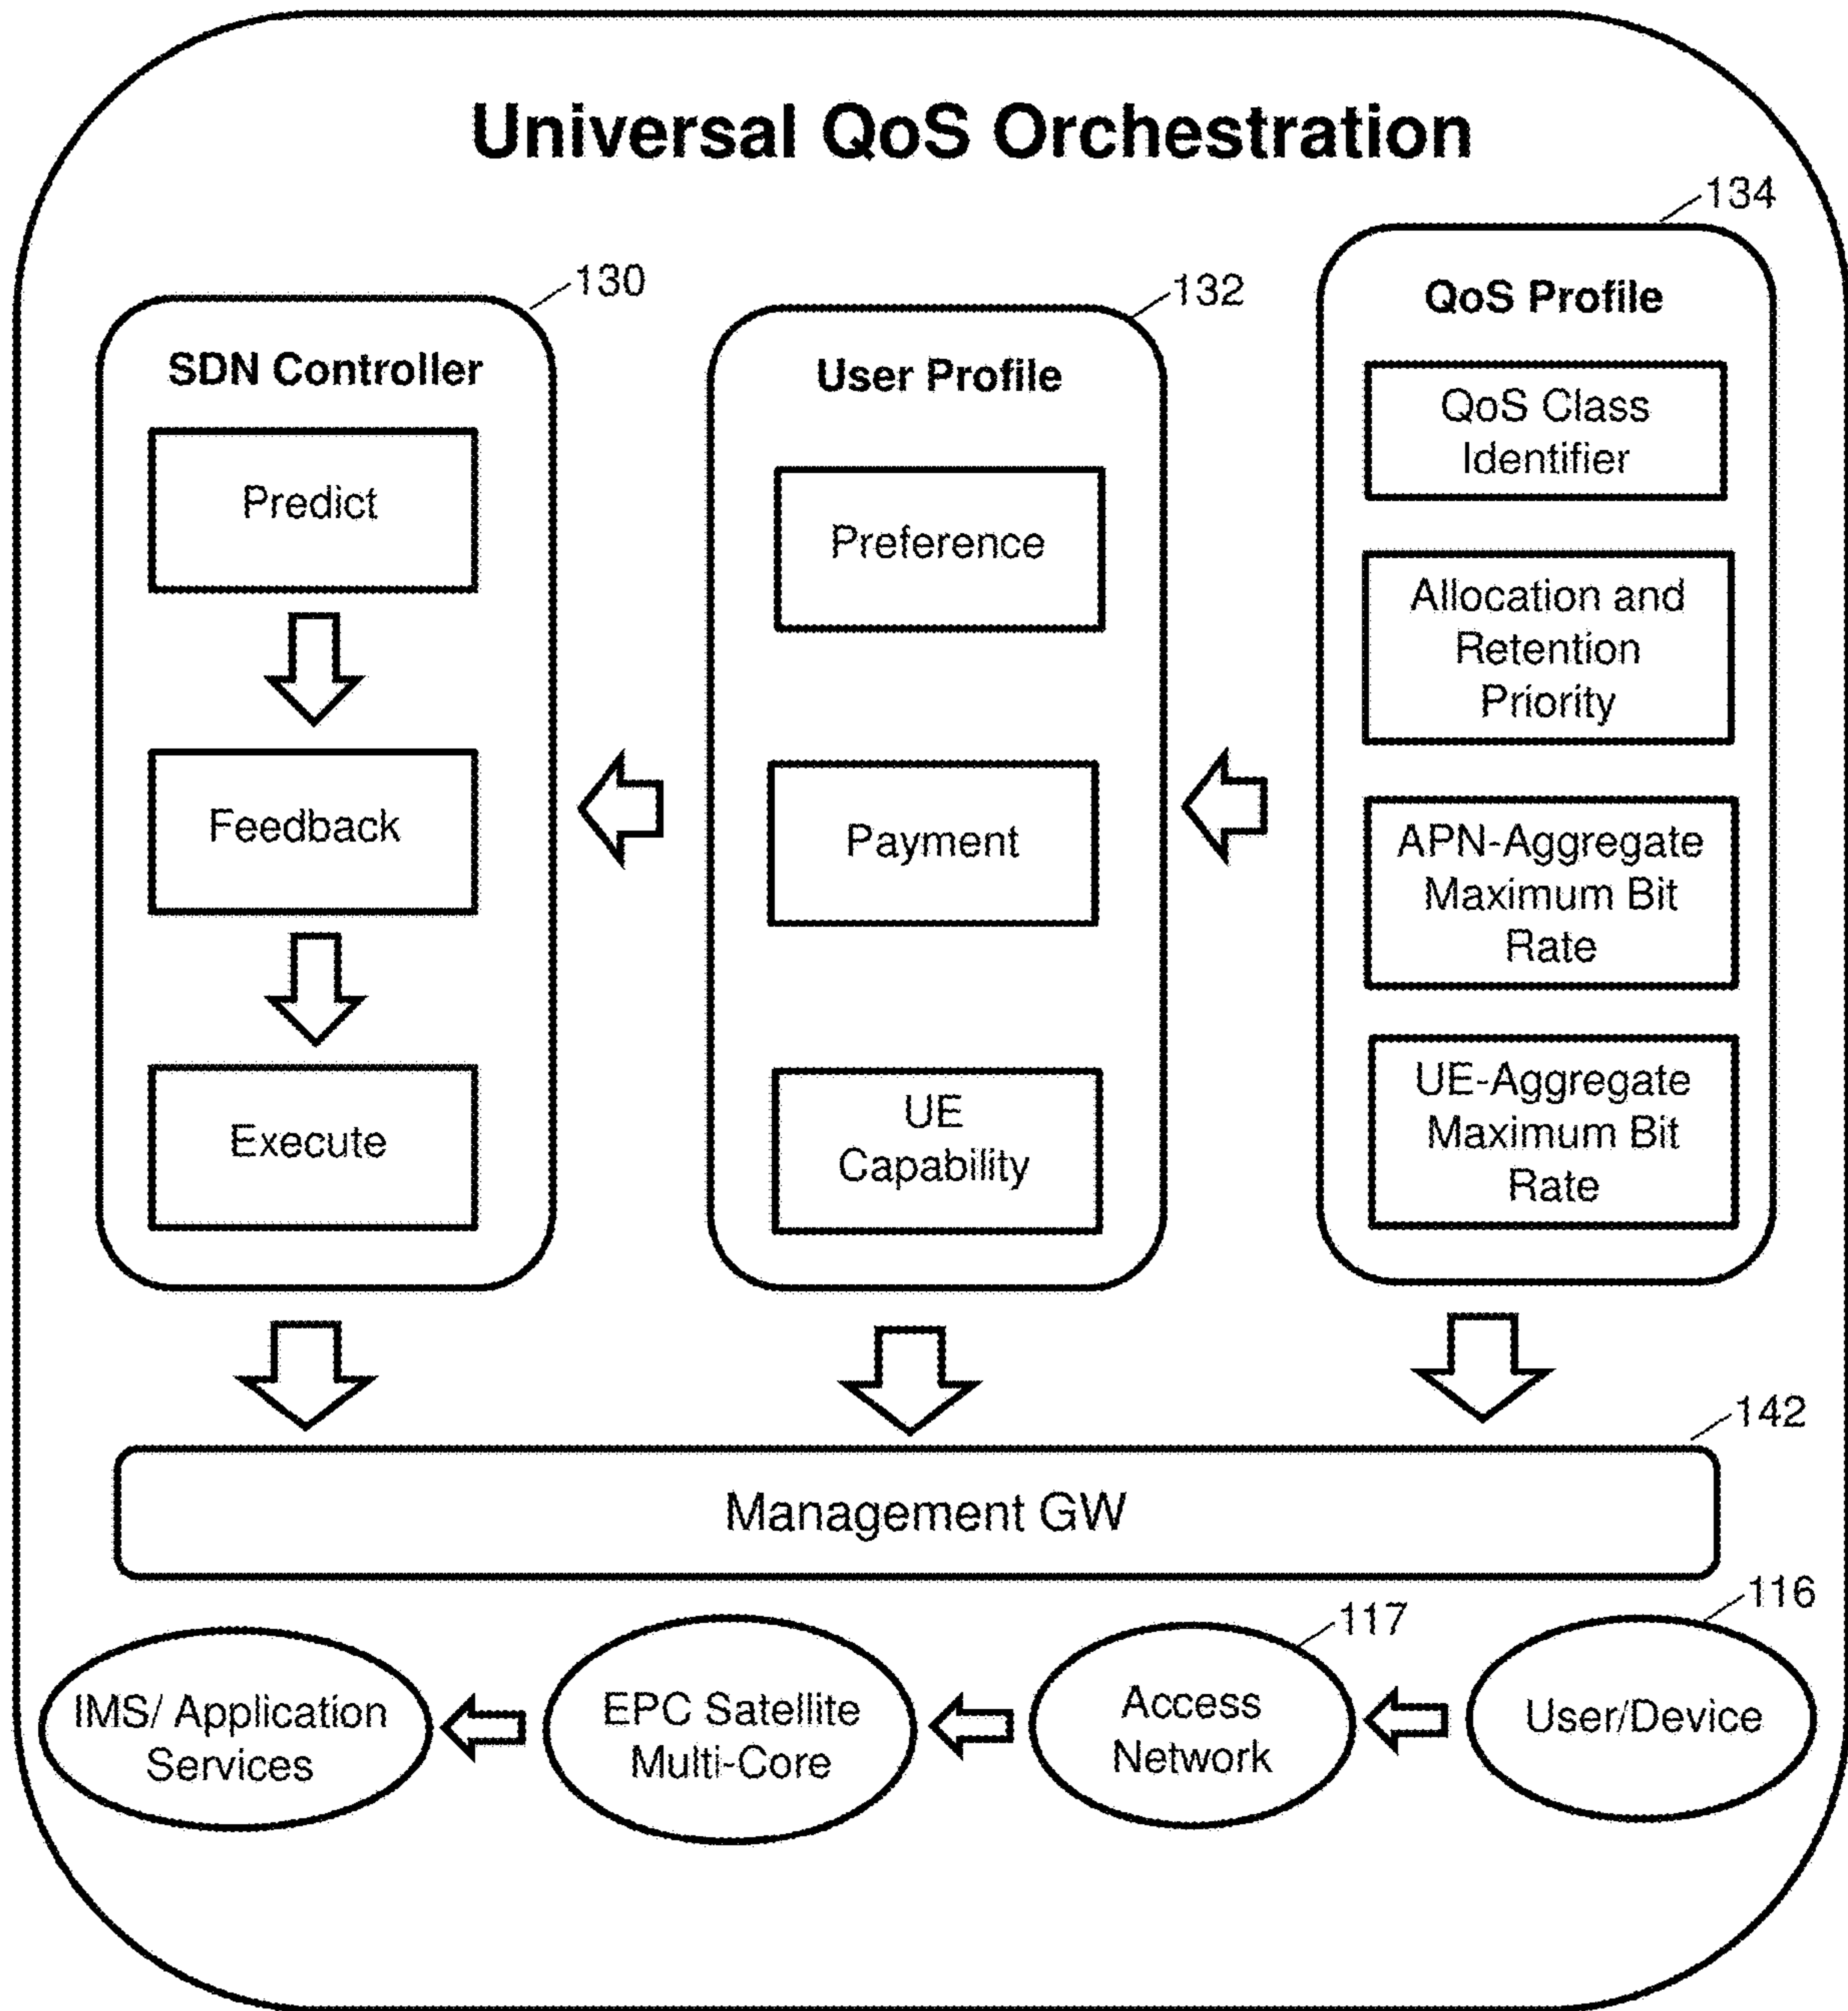 Universal QoS Orchestration
130
SDN Controller
Predict
Feedback
Execute
132
User Profile
Preference
Payment
UE
Capability
134
QoS Profile
QoS Class
Identifier
Allocation and
Retention
Priority
APN-Aggregate
Maximum Bit
Rate
UE-Aggregate
Maximum Bit
Rate
142
Management GW
IMS/ Application
Services
EPC Satellite
Multi-Core
117
Access
Network
116
User/Device